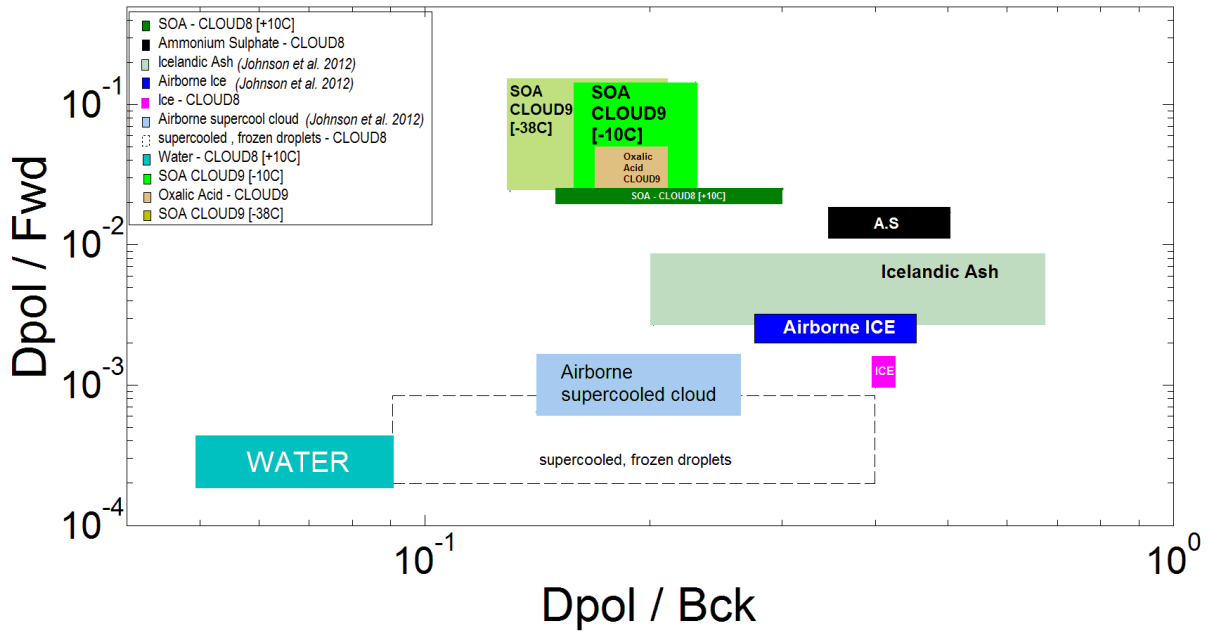 SOA - CLOUD8 [+10C]
Ammonium Sulphate - CLOUD8
Icelandic Ash (Johnson et al. 2012)
Airborne Ice (Johnson et al. 2012)
Ice - CLOUD8
Airborne supercool cloud (Johnson et al. 2012)
supercooled , frozen droplets - CLOUD8
Water - CLOUD8 [+10C]
SOA CLOUD9 [-10C]
Oxalic Acid - CLOUD9
SOA CLOUD9 [-38C]
SOA
CLOUD9
[-38C]
SOA
CLOUD9
[-10C]
Oxalic
Acid
CLOUD9
SOA - CLOUD8 [+10C]
A.S
Icelandic Ash
Airborne ICE
ICE
Airborne
supercooled cloud
WATER
supercooled, frozen droplets
Dpol / Fwd
10⁻¹
10⁻²
10⁻³
10⁻⁴
10⁻¹
10⁰
Dpol / Bck